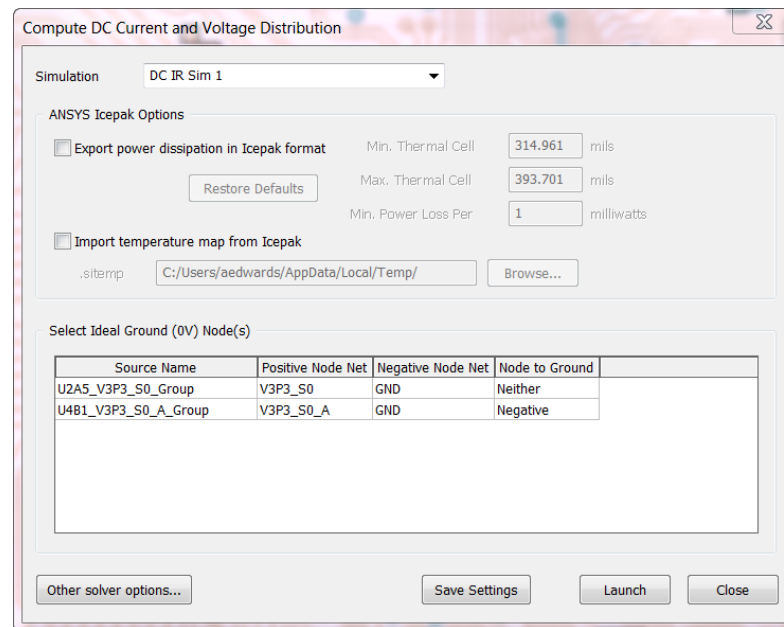 Compute DC Current and Voltage Distribution
Simulation DC IR Sim 1
ANSYS Icepak Options
Export power dissipation in Icepak format Min. Thermal Cell 314.961 mils
Restore Defaults Max. Thermal Cell 393.701 mils
Min. Power Loss Per 1 milliwatts
Import temperature map from Icepak
.sitemp C:/Users/aedwards/AppData/Local/Temp/ Browse...
Select Ideal Ground (0V) Node(s)
Source Name Positive Node Net Negative Node Net Node to Ground
U2A5_V3P3_S0_Group V3P3_S0 GND Neither
U4B1_V3P3_S0_A_Group V3P3_S0_A GND Negative
Other solver options... Save Settings Launch Close